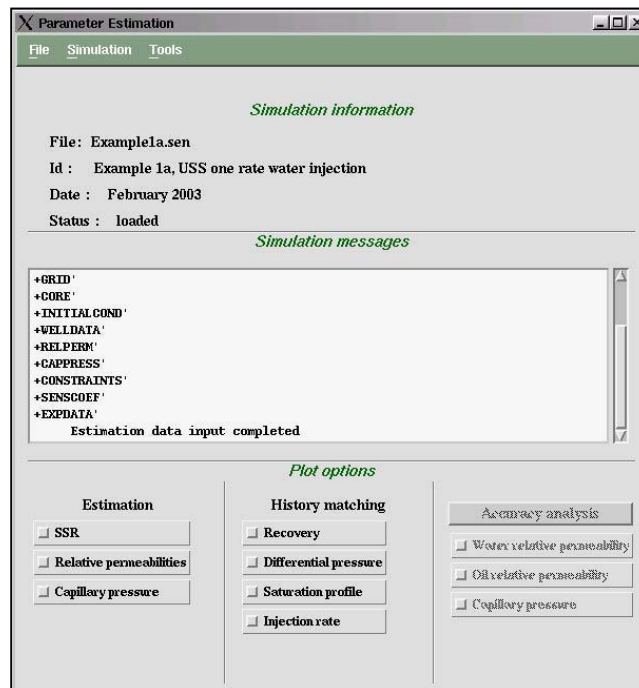 Parameter Estimation
File Simulation Tools
Simulation information
File: Example1a.sen
Id : Example 1a, USS one rate water injection
Date : February 2003
Status : loaded
Simulation messages
+GRID'
+CORE'
+INITIALCOND'
+WELLDATA'
+RELPERM'
+CAPPRESS'
+CONSTRAINTS'
+SENSCOEF'
+EXPDATA'
Estimation data input completed
Plot options
Estimation
SSR
Relative permeabilities
Capillary pressure
History matching
Recovery
Differential pressure
Saturation profile
Injection rate
Accuracy analysis
Water relative permeability
Oil relative permeability
Capillary pressure